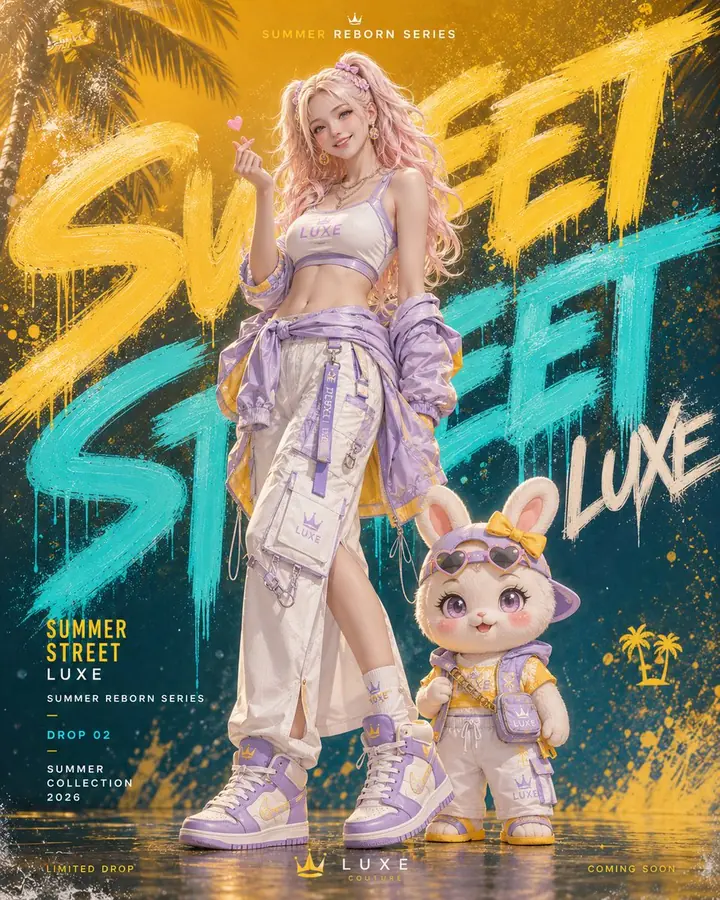 SUMMER REBORN SERIES
SWEET
STREET
LUXE
LUXE
LUXE
SUMMER
STREET
LUXE
SUMMER REBORN SERIES
DROP 02
SUMMER
COLLECTION
2026
LUXE
LUXE
LIMITED DROP
LUXE
COUTURE
COMING SOON